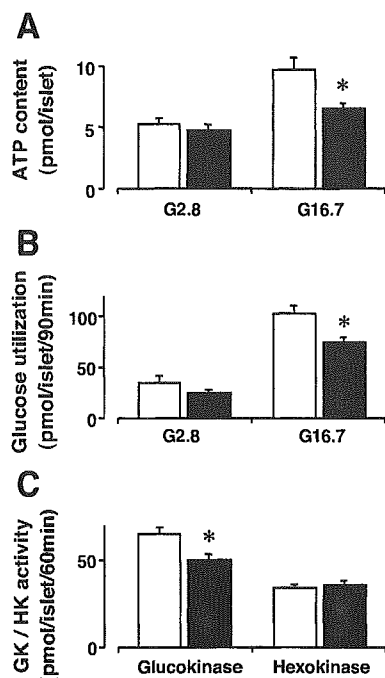 A
ATP content
(pmol/islet)
10
5
0
*
G2.8
G16.7
B
Glucose utilization
(pmol/islet/90min)
100
50
0
*
G2.8
G16.7
C
GK / HK activity
(pmol/islet/60min)
50
0
*
Glucokinase
Hexokinase